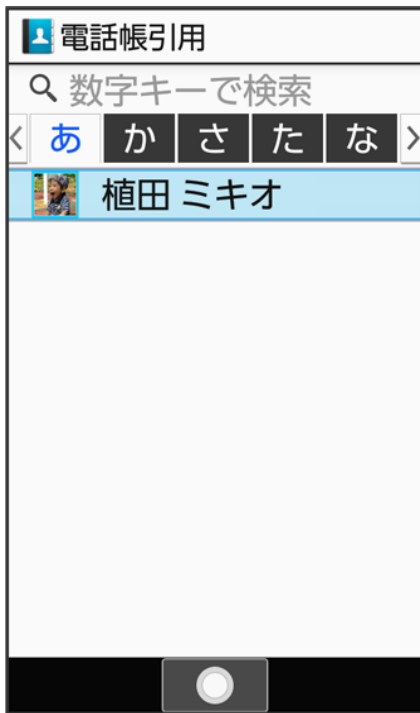 電話帳引用
数字キーで検索
あ か さ た な
植田 ミキオ